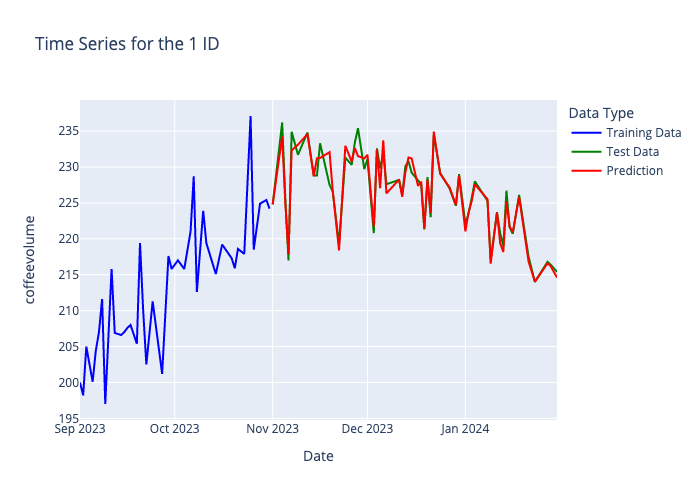 Time Series for the 1 ID
Data Type
Training Data
Test Data
Prediction
coffeevolume
235
230
225
220
215
210
205
200
195
Sep 2023
Oct 2023
Nov 2023
Dec 2023
Jan 2024
Date